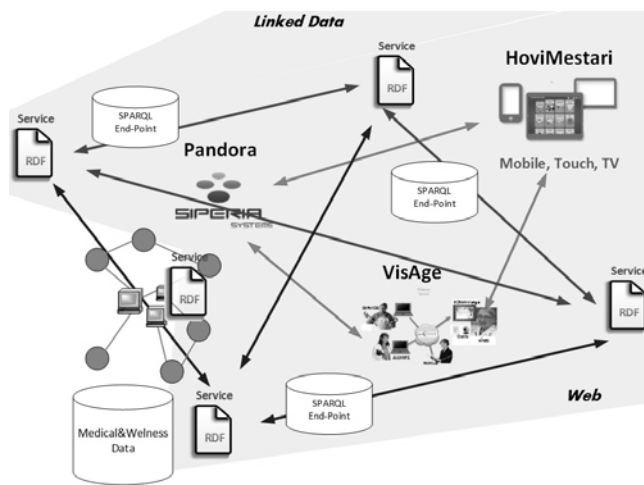 Linked Data
Service
RDF
HoviMestari
SPARQL
End-Point
Service
RDF
Pandora
Mobile, Touch, TV
SIPERIA
SYSTEMS
SPARQL
End-Point
VisAge
Service
RDF
Service
RDF
Service
RDF
SPARQL
End-Point
Web
Medical&Welness
Data